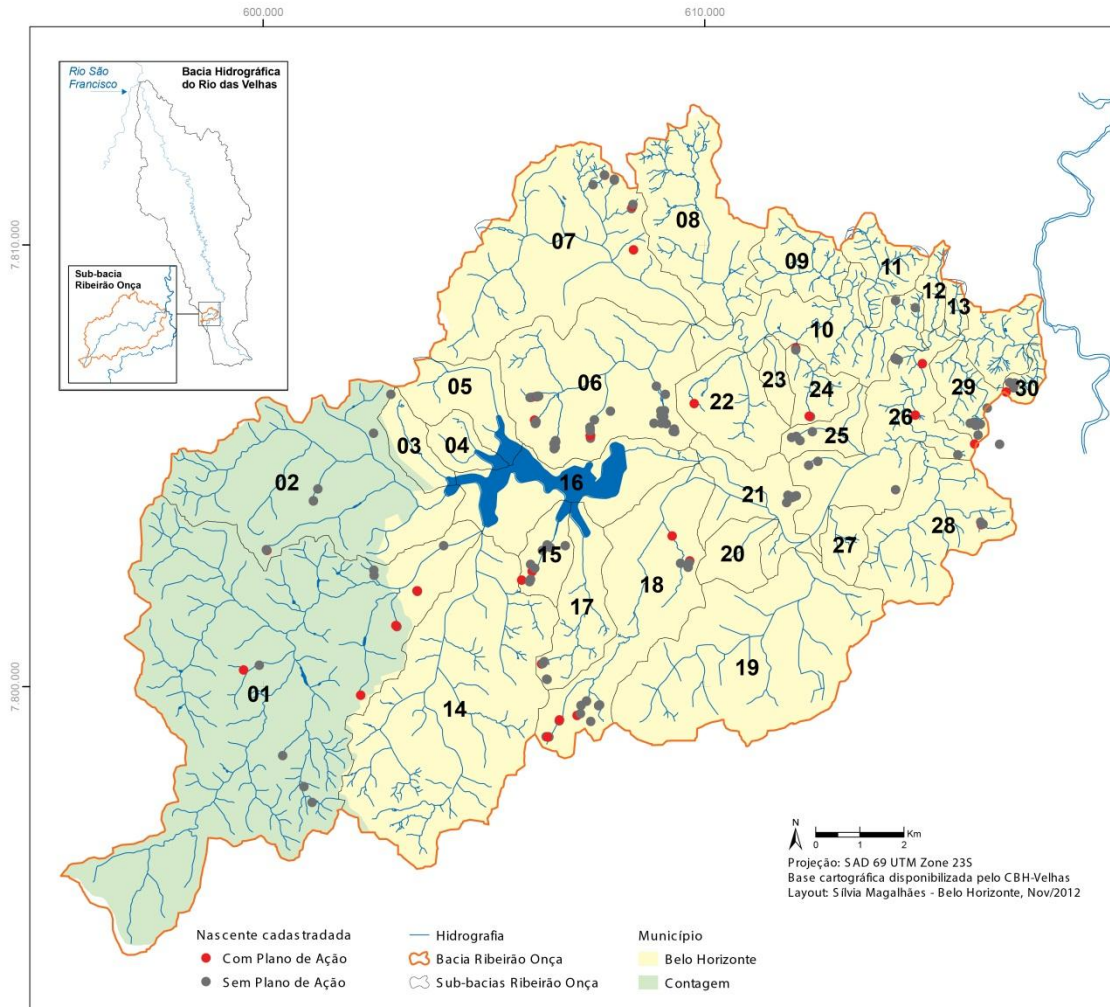 600.000
610.000
Rio São
Francisco
Bacia Hidrográfica
do Rio das Velhas
Sub-bacia
Ribeirão Onça
7.810.000
7.800.000
07
08
09
11
12
13
10
05
06
23
22
24
29
30
26
03
04
25
02
16
21
28
15
20
27
18
17
19
01
14
N
0
1
2
Km
Projeção: SAD 69 UTM Zone 23S
Base cartográfica disponibilizada pelo CBH-Velhas
Layout: Sílvia Magalhães - Belo Horizonte, Nov/2012
Nascente cadastradada
Com Plano de Ação
Sem Plano de Ação
Hidrografia
Bacia Ribeirão Onça
Sub-bacias Ribeirão Onça
Município
Belo Horizonte
Contagem